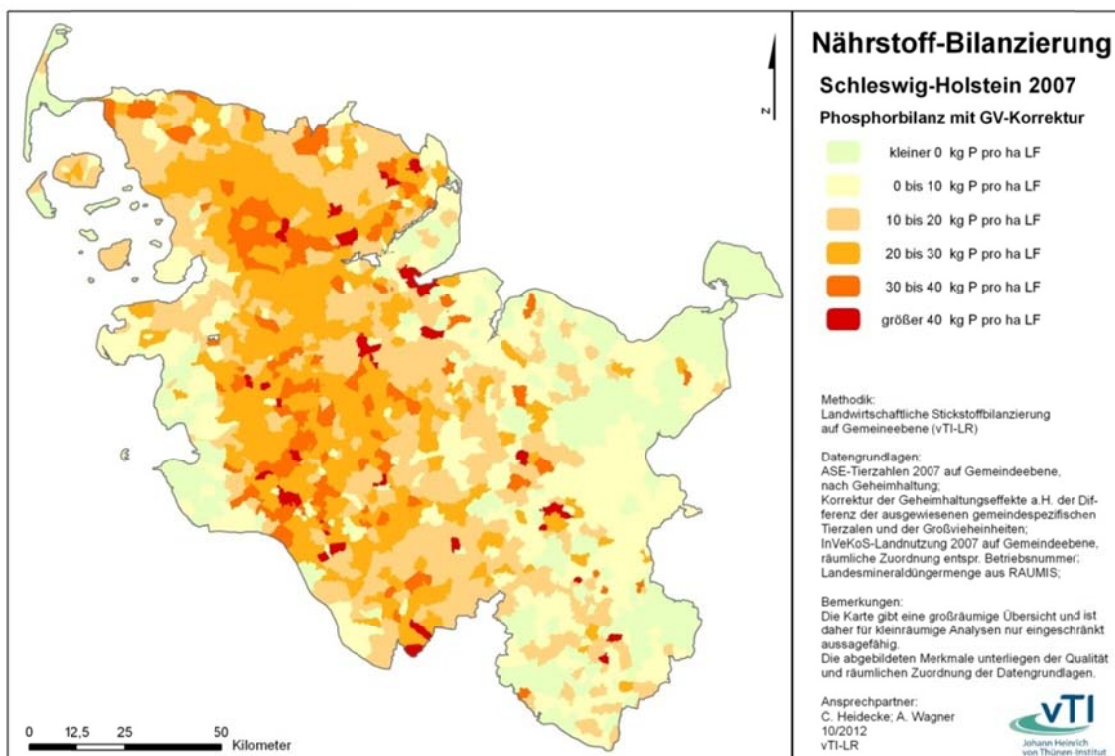 Nährstoff-Bilanzierung
Schleswig-Holstein 2007
Phosphorbilanz mit GV-Korrektur
kleiner 0 kg P pro ha LF
0 bis 10 kg P pro ha LF
10 bis 20 kg P pro ha LF
20 bis 30 kg P pro ha LF
30 bis 40 kg P pro ha LF
größer 40 kg P pro ha LF
Methodik:
Landwirtschaftliche Stickstoffbilanzierung
auf Gemeineebene (vTI-LR)
Datengrundlagen:
ASE-Tierzahlen 2007 auf Gemeindeebene,
nach Geheimhaltung;
Korrektur der Geheimhaltungseffekte a.H. der Dif-
ferenz der ausgewiesenen gemeindespezifischen
Tierzalen und der Großvieheinheiten;
InVeKoS-Landnutzung 2007 auf Gemeindeebene,
räumliche Zuordnung entspr. Betriebsnummer;
Landesmineraldüngermenge aus RAUMIS;
Bemerkungen:
Die Karte gibt eine großräumige Übersicht und ist
daher für kleinräumige Analysen nur eingeschränkt
aussagefähig.
Die abgebildeten Merkmale unterliegen der Qualität
und räumlichen Zuordnung der Datengrundlagen.
Ansprechpartner:
C. Heidecke; A. Wagner
10/2012
vTI-LR
vTI
Johann Heinrich
von Thünen-Institut
N
0 12,5 25 50
Kilometer